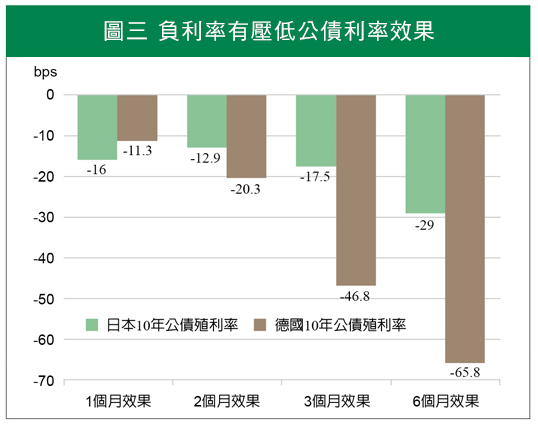 圖三 負利率有壓低公債利率效果
bps
0
-10
-20
-30
-40
-50
-60
-70
-16
-11.3
-12.9
-20.3
-17.5
-46.8
-29
-65.8
日本10年公債殖利率
德國10年公債殖利率
1個月效果
2個月效果
3個月效果
6個月效果